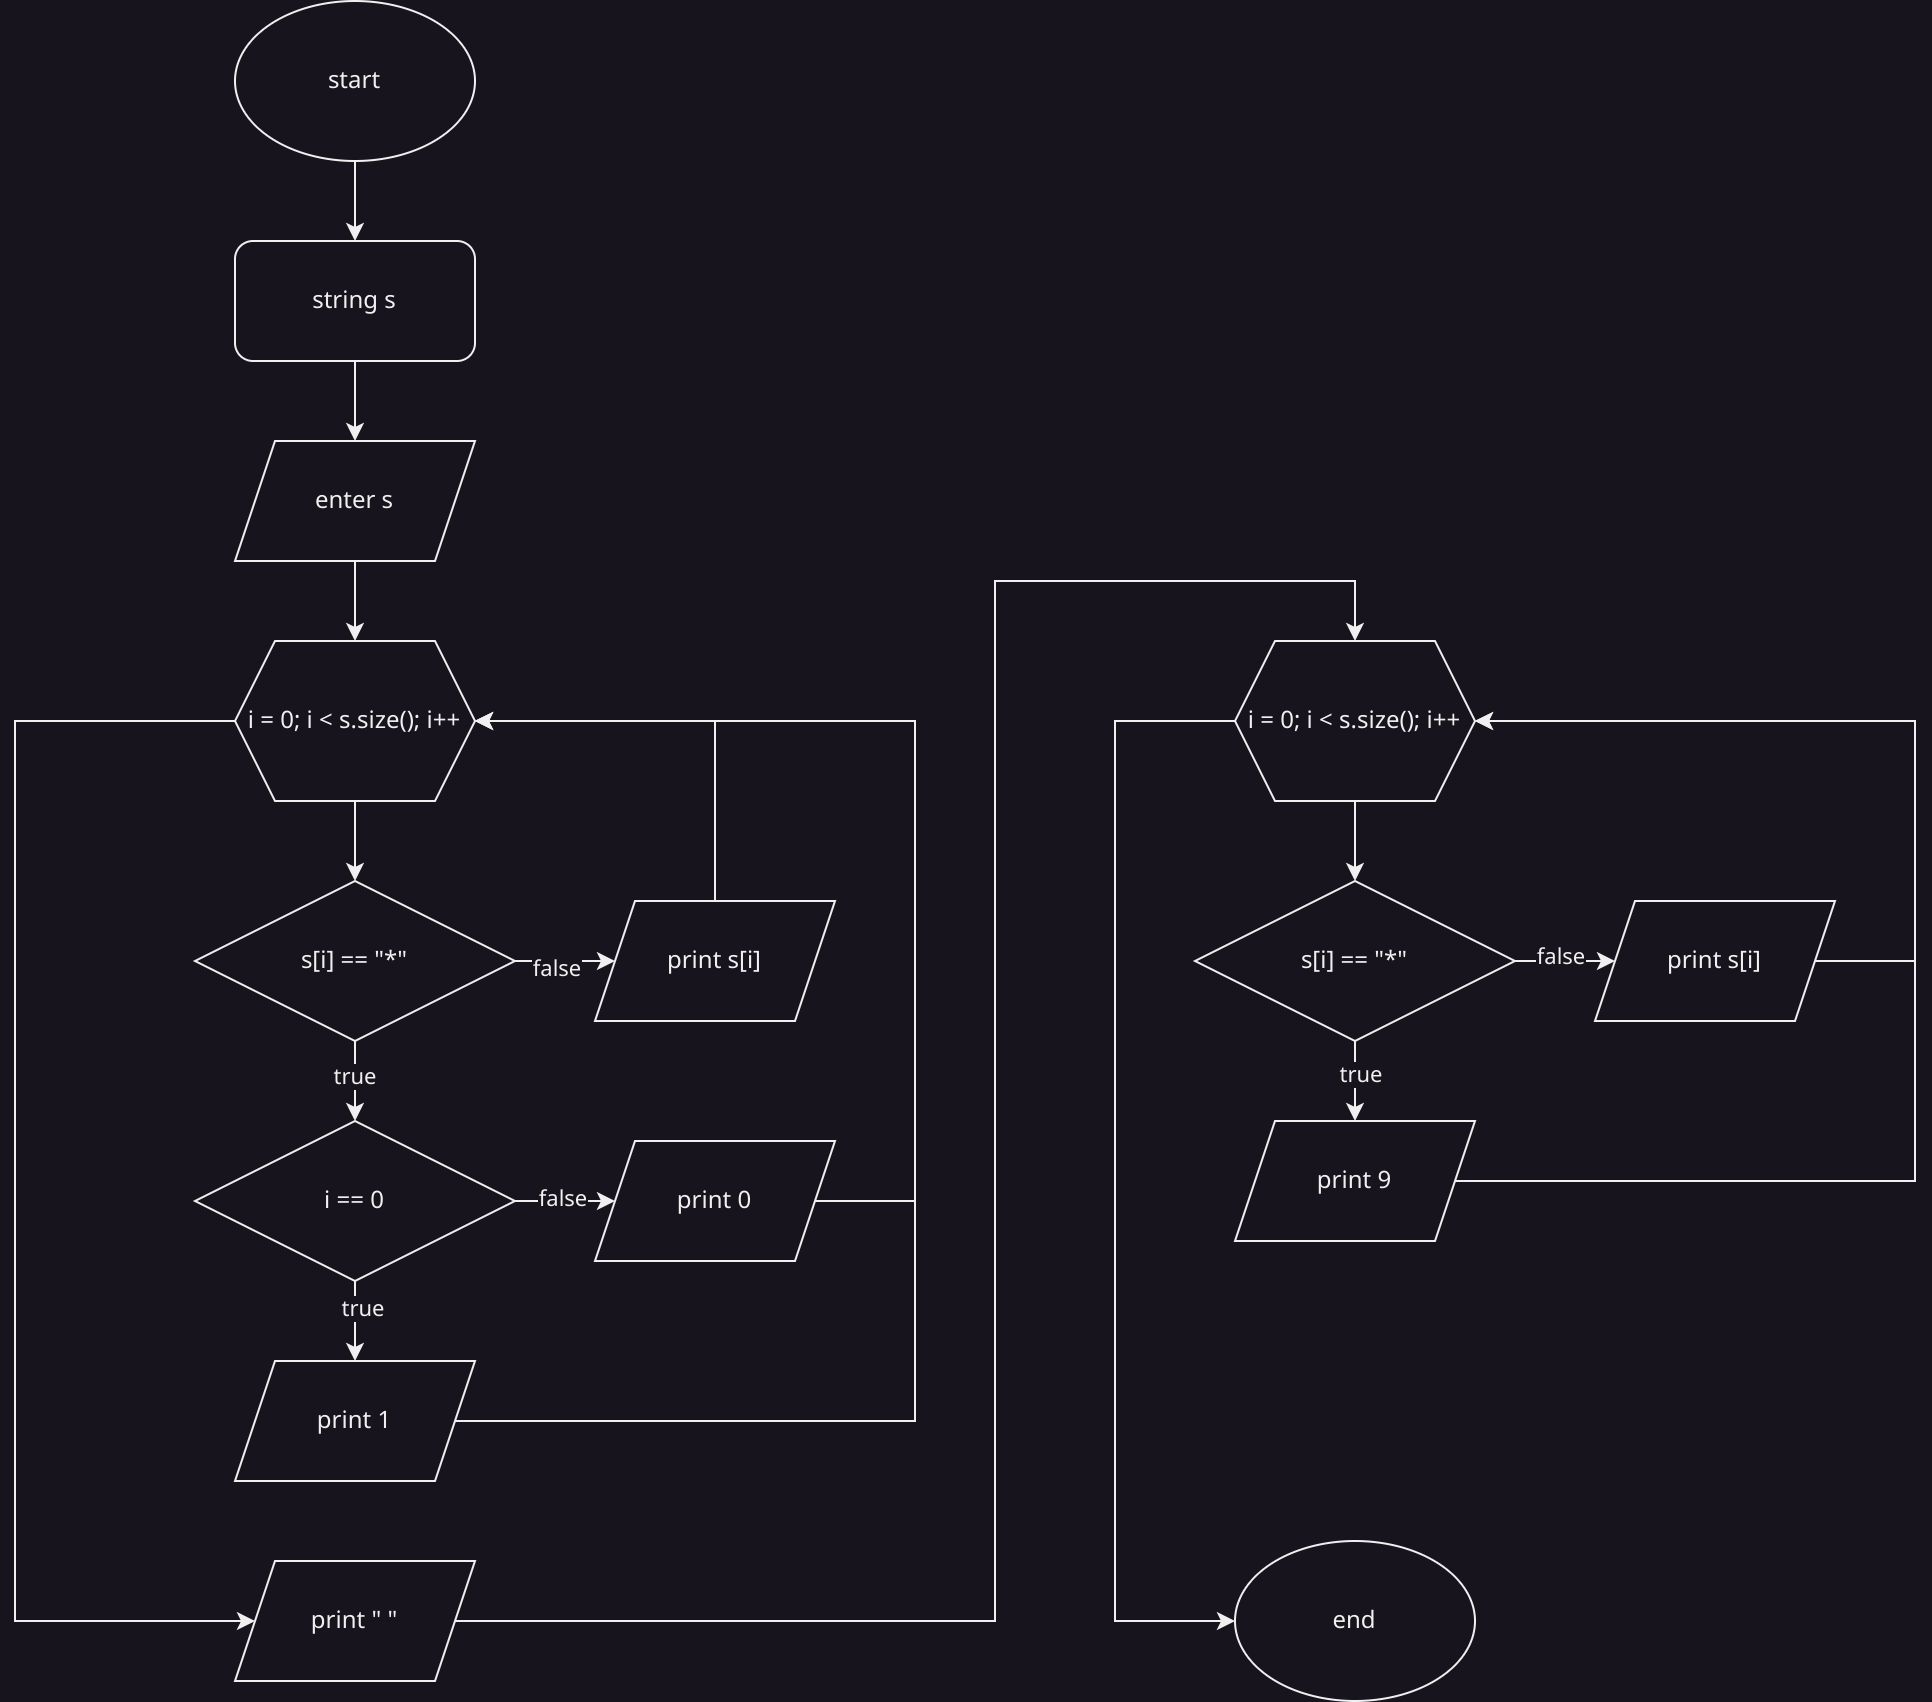 start
string s
enter s
i = 0; i < s.size(); i++
s[i] == "*"
false
print s[i]
true
i == 0
false
print 0
true
print 1
print " "
i = 0; i < s.size(); i++
s[i] == "*"
false
print s[i]
true
print 9
end